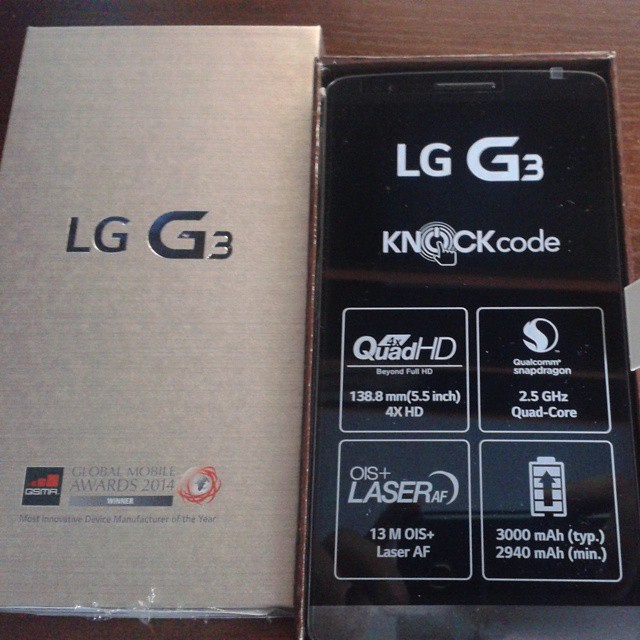 LG G3
GSMA
GLOBAL MOBILE
AWARDS 2014
WINNER
Most Innovative Device Manufacturer of the Year
LG G3
KNOCK code
4X
QuadHD
Beyond Full HD
138.8 mm(5.5 inch)
4X HD
Qualcomm®
snapdragon
2.5 GHz
Quad-Core
OIS+
LASER AF
13 M OIS+
Laser AF
3000 mAh (typ.)
2940 mAh (min.)